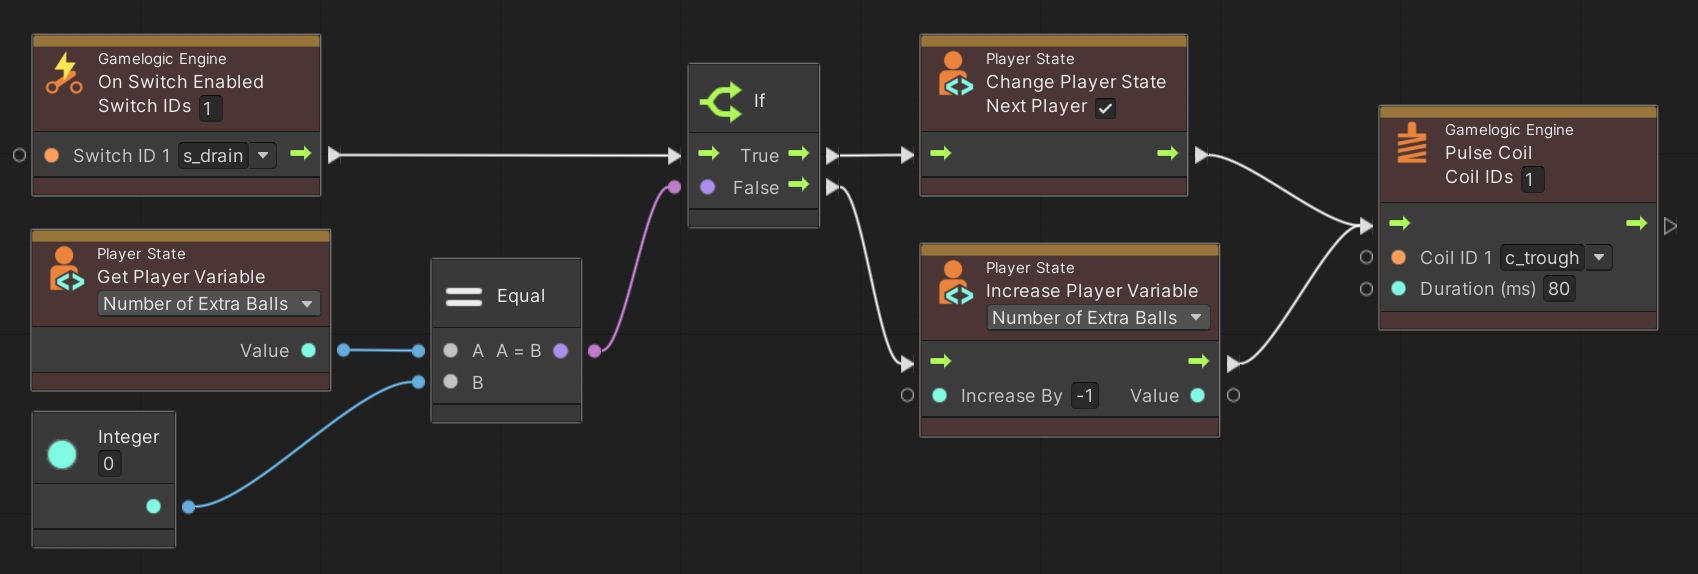 Gamelogic Engine
On Switch Enabled
Switch IDs 1
Switch ID 1 s_drain
Player State
Get Player Variable
Number of Extra Balls
Value
Integer
0
Equal
A A = B
B
If
True
False
Player State
Change Player State
Next Player
Player State
Increase Player Variable
Number of Extra Balls
Increase By -1 Value
Gamelogic Engine
Pulse Coil
Coil IDs 1
Coil ID 1 c_trough
Duration (ms) 80